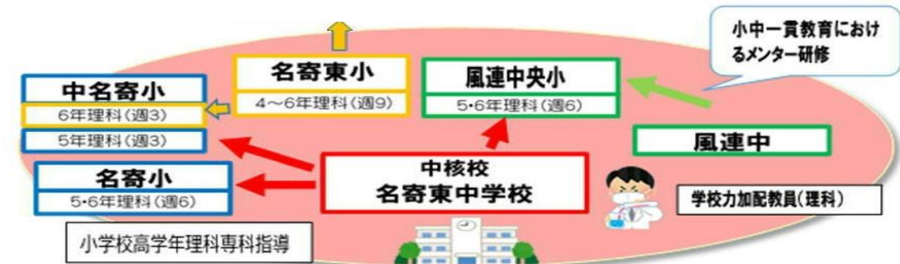 小中一貫教育におけ
るメンター研修
名寄東小
4～6年理科(週9)
風連中央小
5・6年理科(週6)
中名寄小
6年理科(週3)
5年理科(週3)
風連中
中核校
名寄東中学校
名寄小
5・6年理科(週6)
学校力加配教員(理科)
小学校高学年理科専科指導